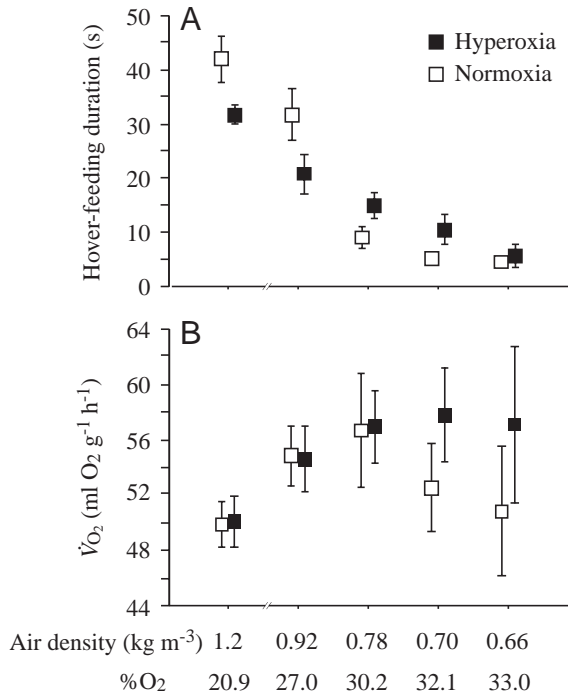 A
50
40
30
20
10
0
Hover-feeding duration (s)
Hyperoxia
Normoxia
B
64
60
56
52
48
44
V̇O2 (ml O2 g-1 h-1)
Air density (kg m-3) 1.2 0.92 0.78 0.70 0.66
%O2 20.9 27.0 30.2 32.1 33.0